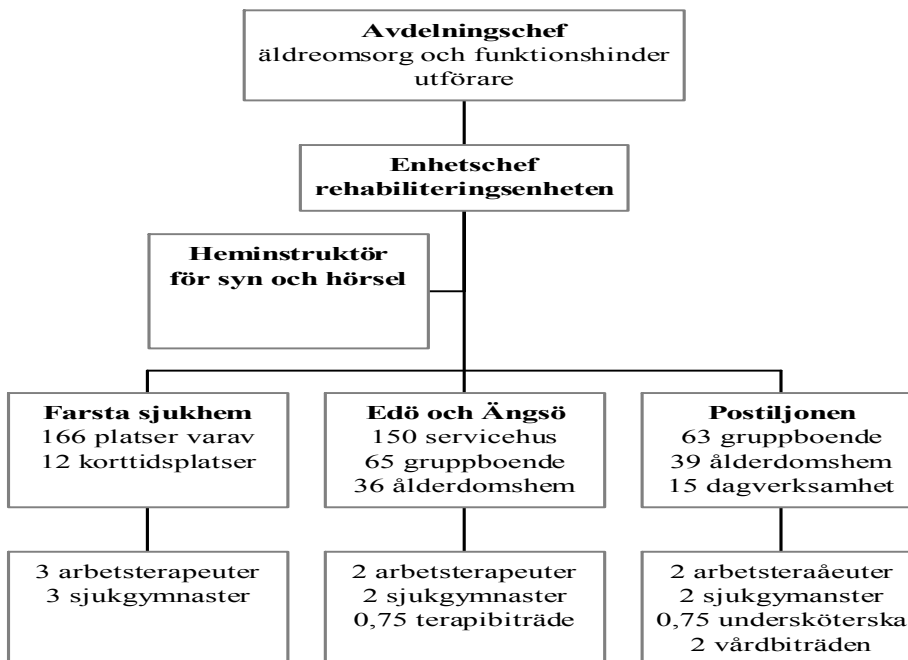 Avdelningschef
äldreomsorg och funktionshinder
utförare
Enhetschef
rehabiliteringsenheten
Heminstruktör
för syn och hörsel
Farsta sjukhem
166 platser varav
12 korttidsplatser
Edö och Ängsö
150 servicehus
65 gruppboende
36 ålderdomshem
Postiljonen
63 gruppboende
39 ålderdomshem
15 dagverksamhet
3 arbetsterapeuter
3 sjukgymnaster
2 arbetsterapeuter
2 sjukgymnaster
0,75 terapibiträde
2 arbetsteraåeuter
2 sjukgymanster
0,75 undersköterska
2 vårdbiträden